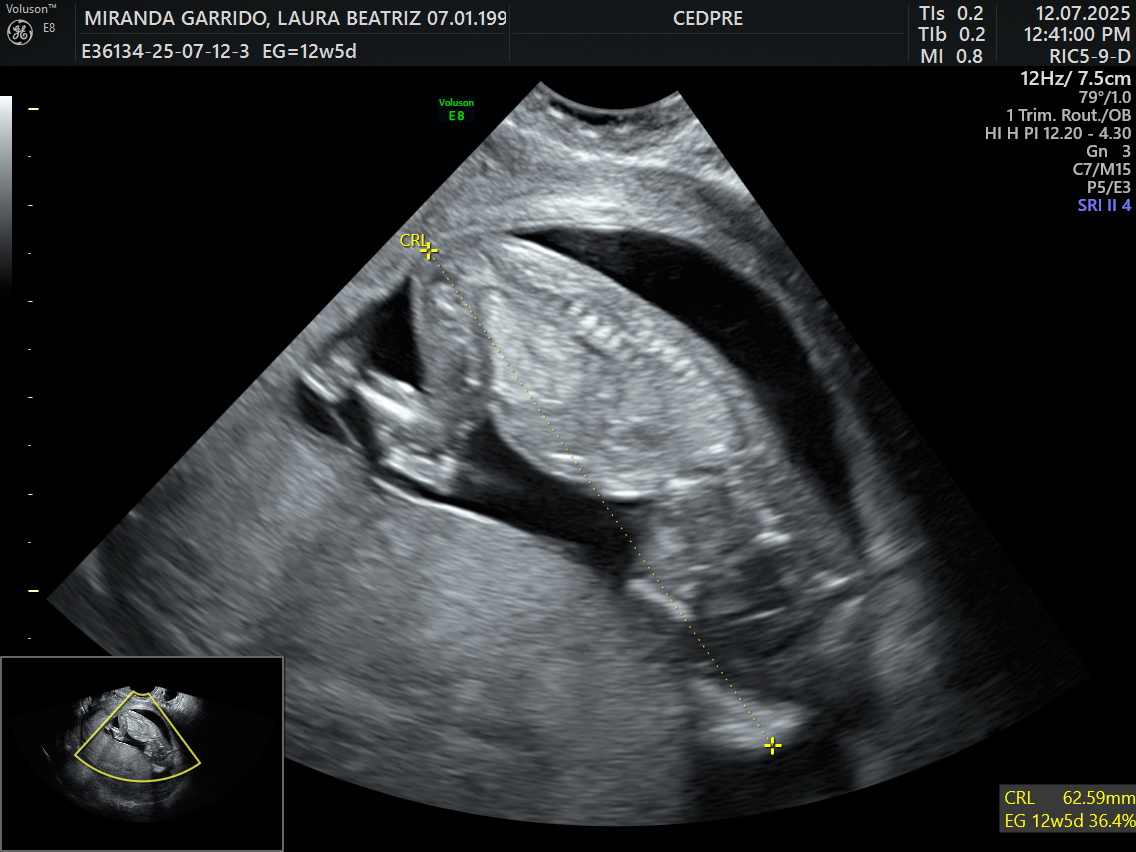 Voluson™
E8
MIRANDA GARRIDO, LAURA BEATRIZ 07.01.199
E36134-25-07-12-3 EG=12w5d
CEDPRE
TIs 0.2
TIb 0.2
MI 0.8
12.07.2025
12:41:00 PM
RIC5-9-D
12Hz/ 7.5cm
79°/1.0
1 Trim. Rout./OB
HI H PI 12.20 - 4.30
Gn 3
C7/M15
P5/E3
SRI II 4
Voluson
E8
CRL
CRL 62.59mm
EG 12w5d 36.4%